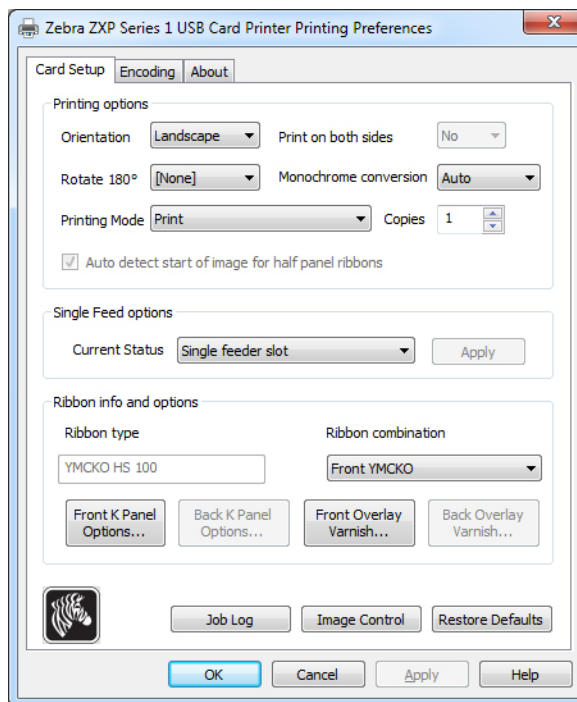 Zebra ZXP Series 1 USB Card Printer Printing Preferences
Card Setup Encoding About
Printing options
Orientation Landscape Print on both sides No
Rotate 180° [None] Monochrome conversion Auto
Printing Mode Print Copies 1
Auto detect start of image for half panel ribbons
Single Feed options
Current Status Single feeder slot Apply
Ribbon info and options
Ribbon type Ribbon combination
YMCKO HS 100 Front YMCKO
Front K Panel Back K Panel Front Overlay Back Overlay
Options... Options... Varnish... Varnish...
Job Log Image Control Restore Defaults
OK Cancel Apply Help